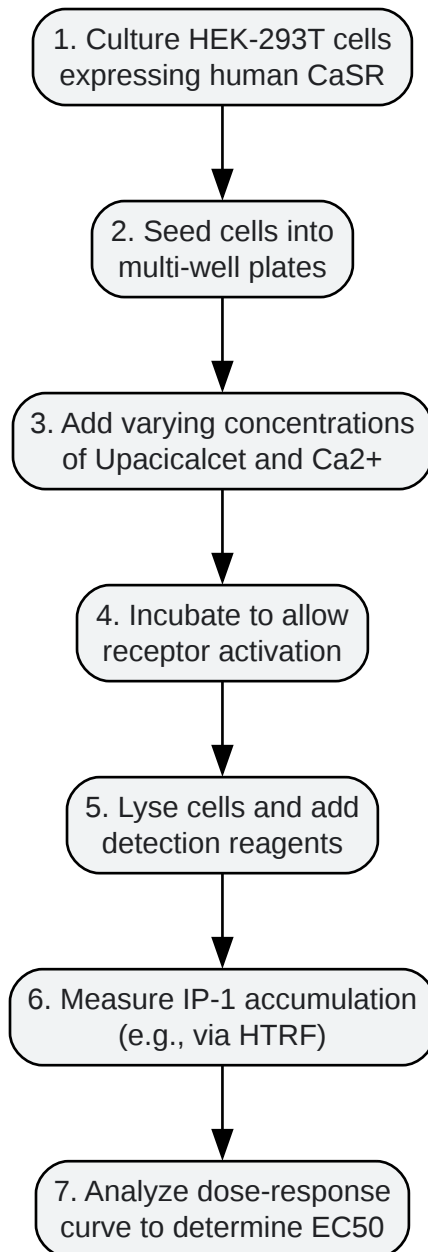 1. Culture HEK-293T cells
expressing human CaSR
2. Seed cells into
multi-well plates
3. Add varying concentrations
of Upacicalcet and Ca2+
4. Incubate to allow
receptor activation
5. Lyse cells and add
detection reagents
6. Measure IP-1 accumulation
(e.g., via HTRF)
7. Analyze dose-response
curve to determine EC50